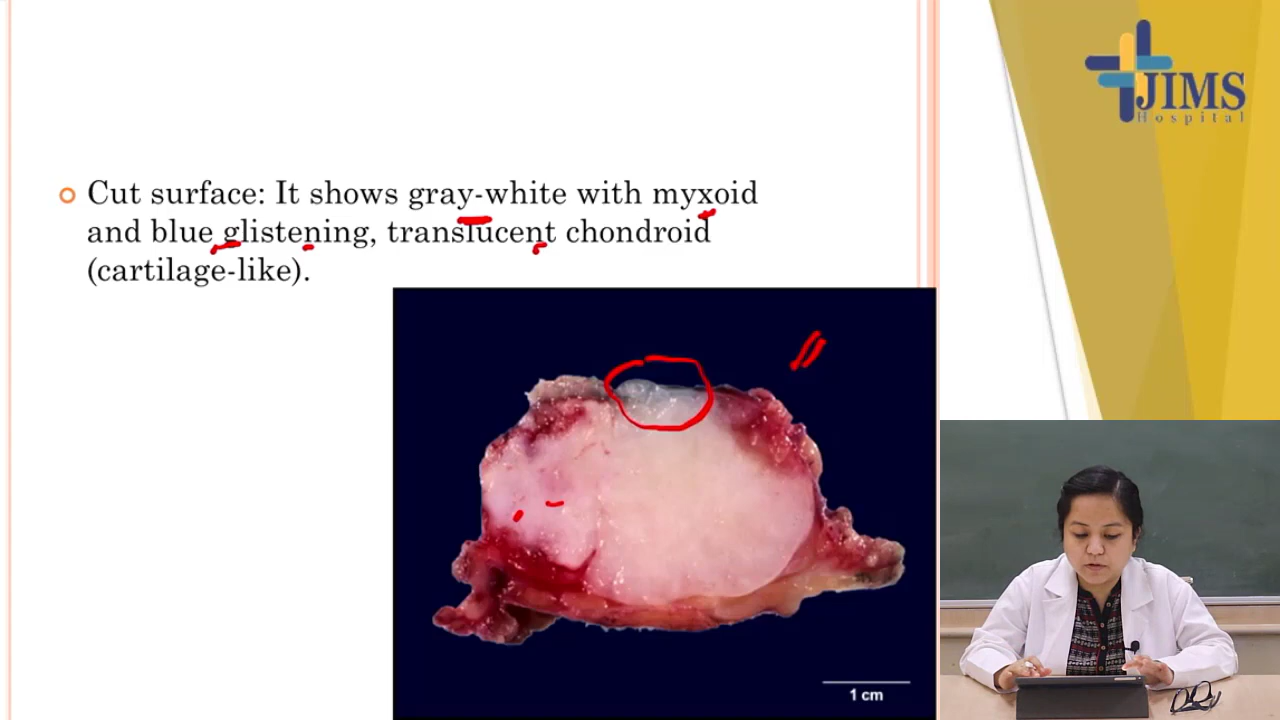 JIMS
Hospital
Cut surface: It shows gray-white with myxoid
and blue glistening, translucent chondroid
(cartilage-like).
1 cm